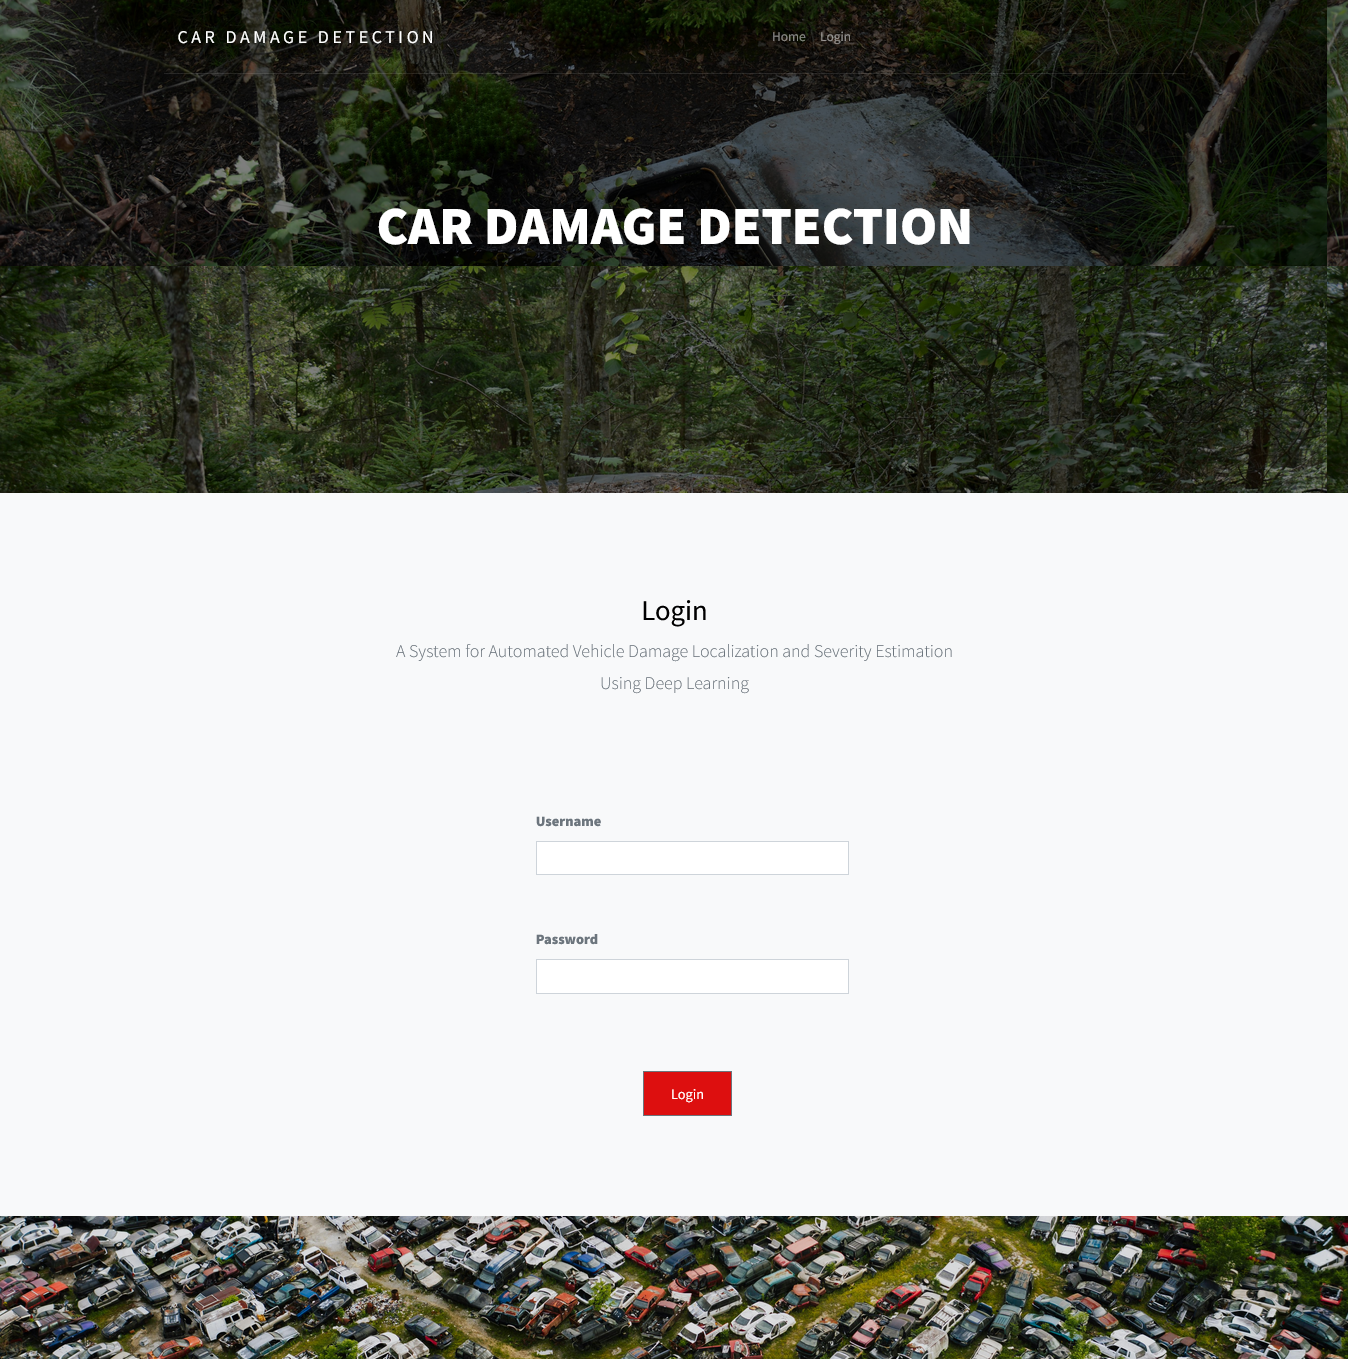 CAR DAMAGE DETECTION
Home Login
CAR DAMAGE DETECTION
Login
A System for Automated Vehicle Damage Localization and Severity Estimation
Using Deep Learning
Username
Password
Login